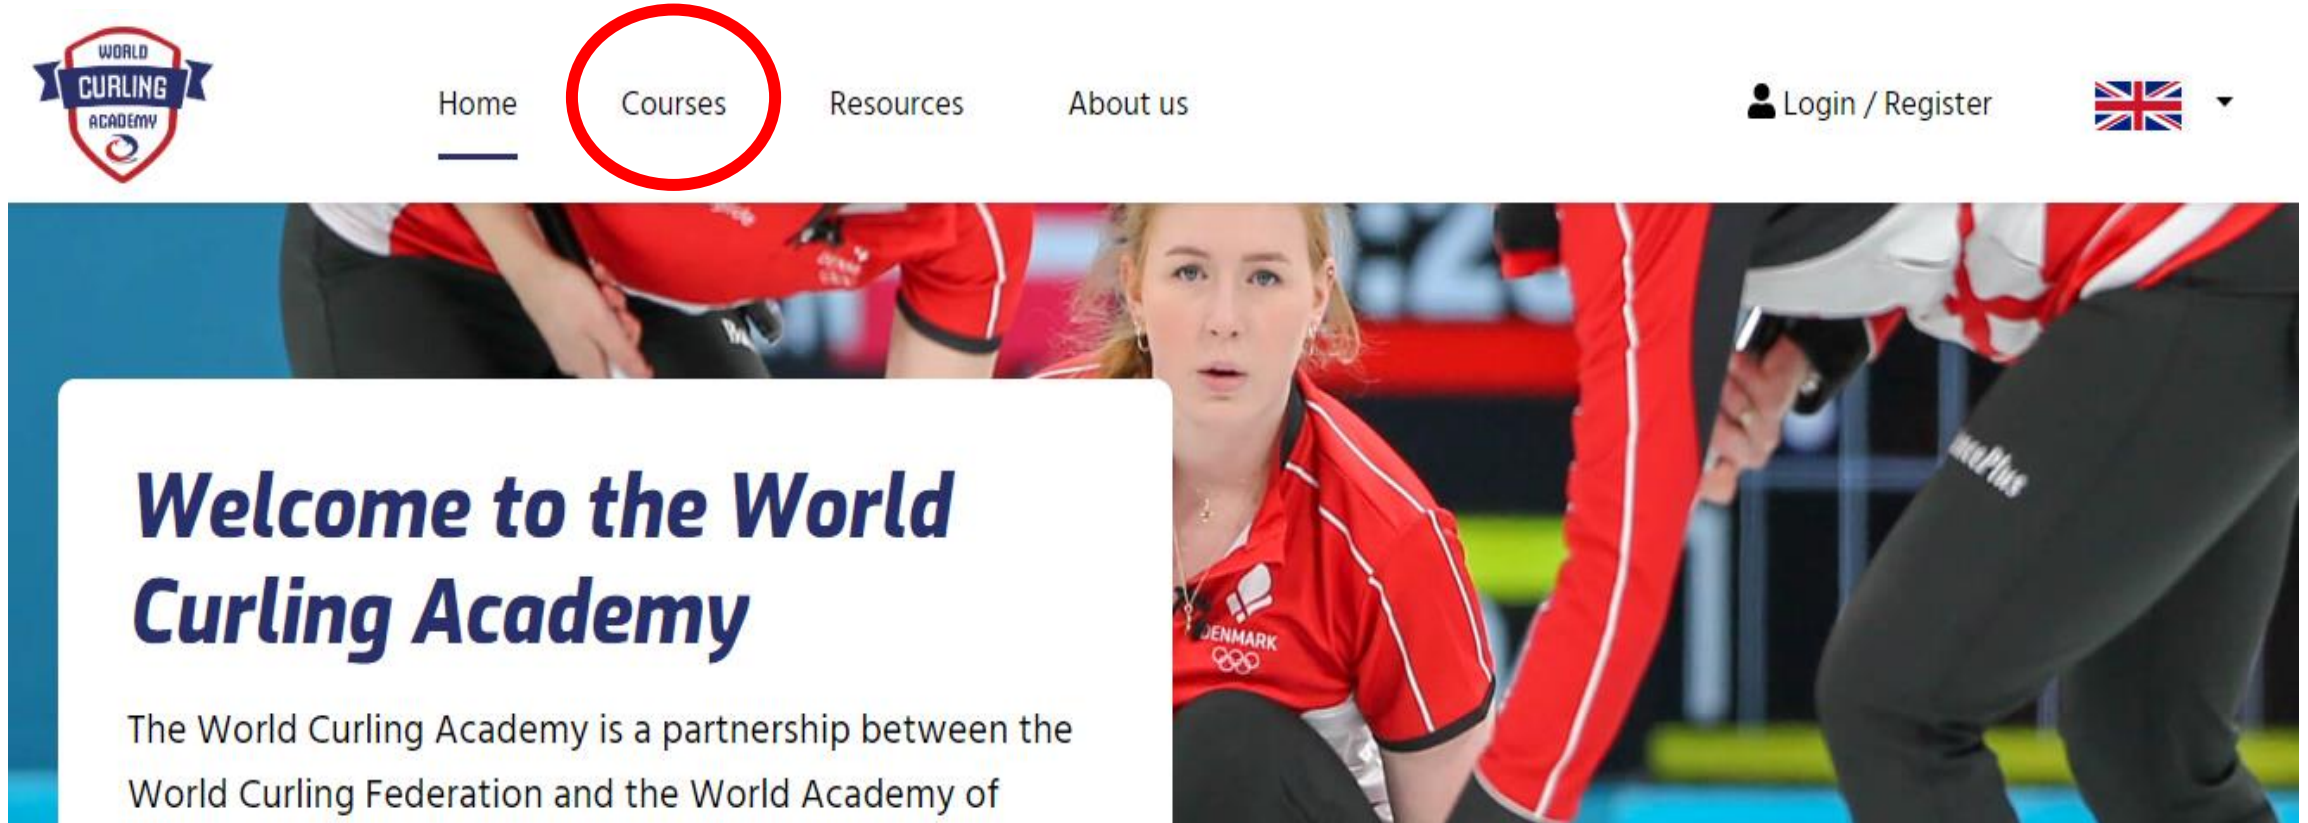 WORLD
CURLING
ACADEMY
Home Courses Resources About us Login / Register
Welcome to the World
Curling Academy
The World Curling Academy is a partnership between the
World Curling Federation and the World Academy of
DENMARK